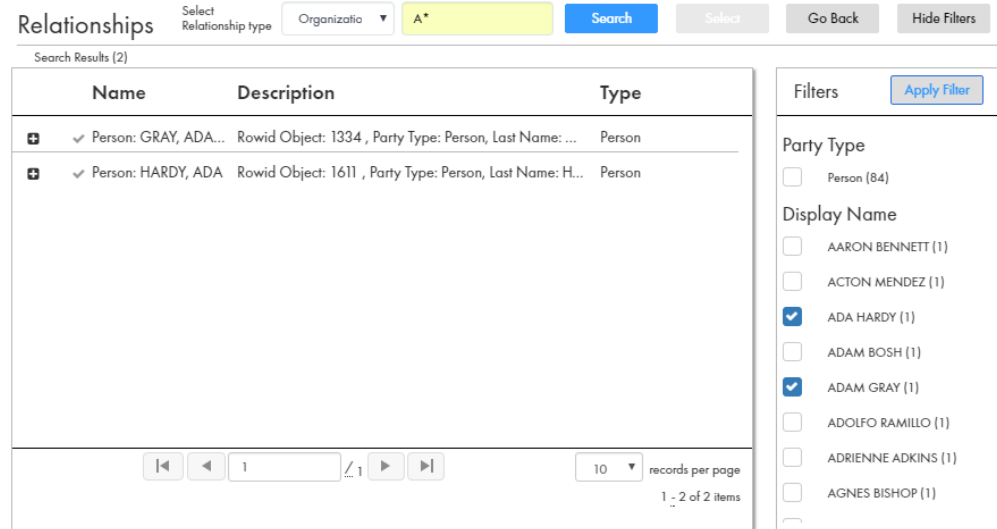 Relationships
Select
Relationship type
Organizatio
A*
Search
Select
Go Back
Hide Filters
Search Results (2)
Name Description Type
Person: GRAY, ADA... Rowid Object: 1334 , Party Type: Person, Last Name: ... Person
Person: HARDY, ADA Rowid Object: 1611 , Party Type: Person, Last Name: H... Person
1 / 1
10 records per page
1 - 2 of 2 items
Filters
Apply Filter
Party Type
Person (84)
Display Name
AARON BENNETT (1)
ACTON MENDEZ (1)
ADA HARDY (1)
ADAM BOSH (1)
ADAM GRAY (1)
ADOLFO RAMILLO (1)
ADRIENNE ADKINS (1)
AGNES BISHOP (1)